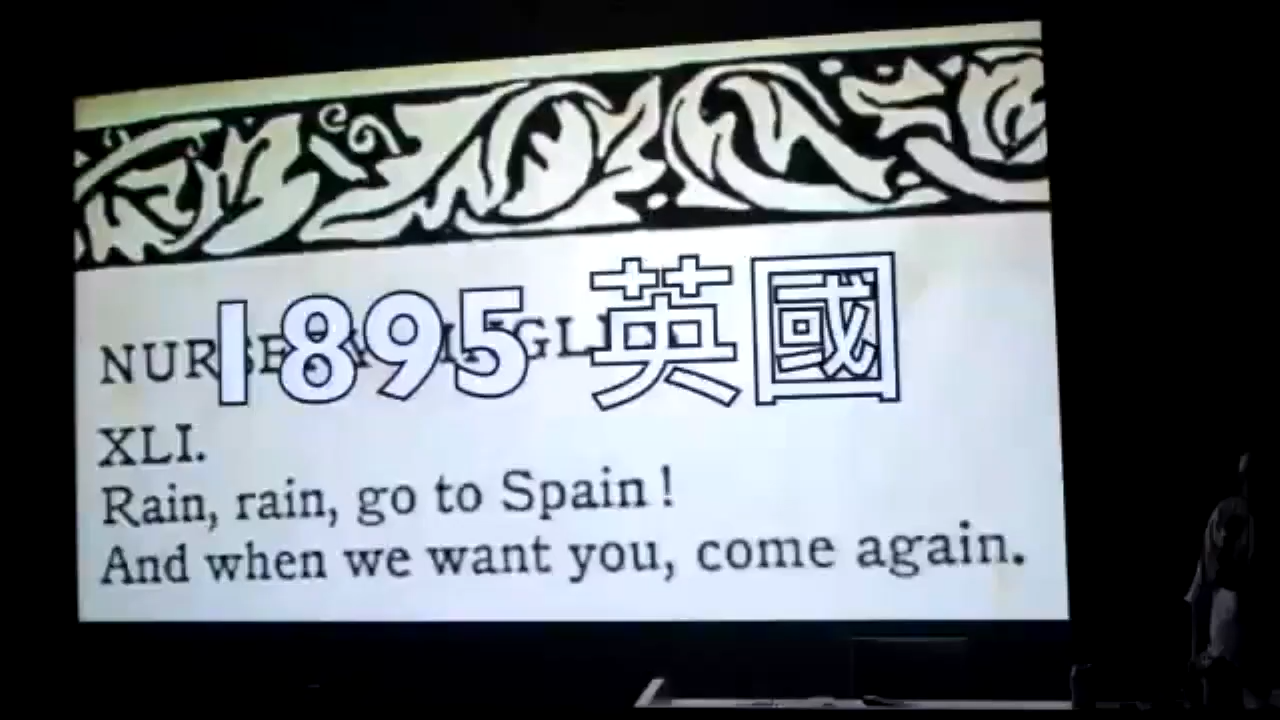 1895 英國
XLI.
Rain, rain, go to Spain!
And when we want you, come again.